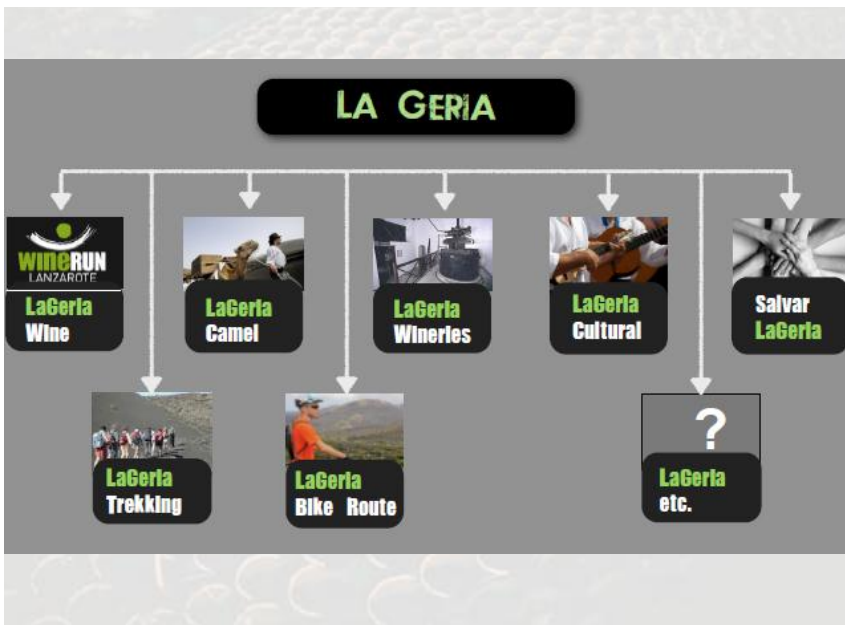 LA GERIA
WINERUN
LANZAROTE
LaGeria
Wine
LaGeria
Camel
LaGeria
Wineries
LaGeria
Cultural
Salvar
LaGeria
LaGeria
Trekking
LaGeria
Bike Route
?
LaGeria
etc.